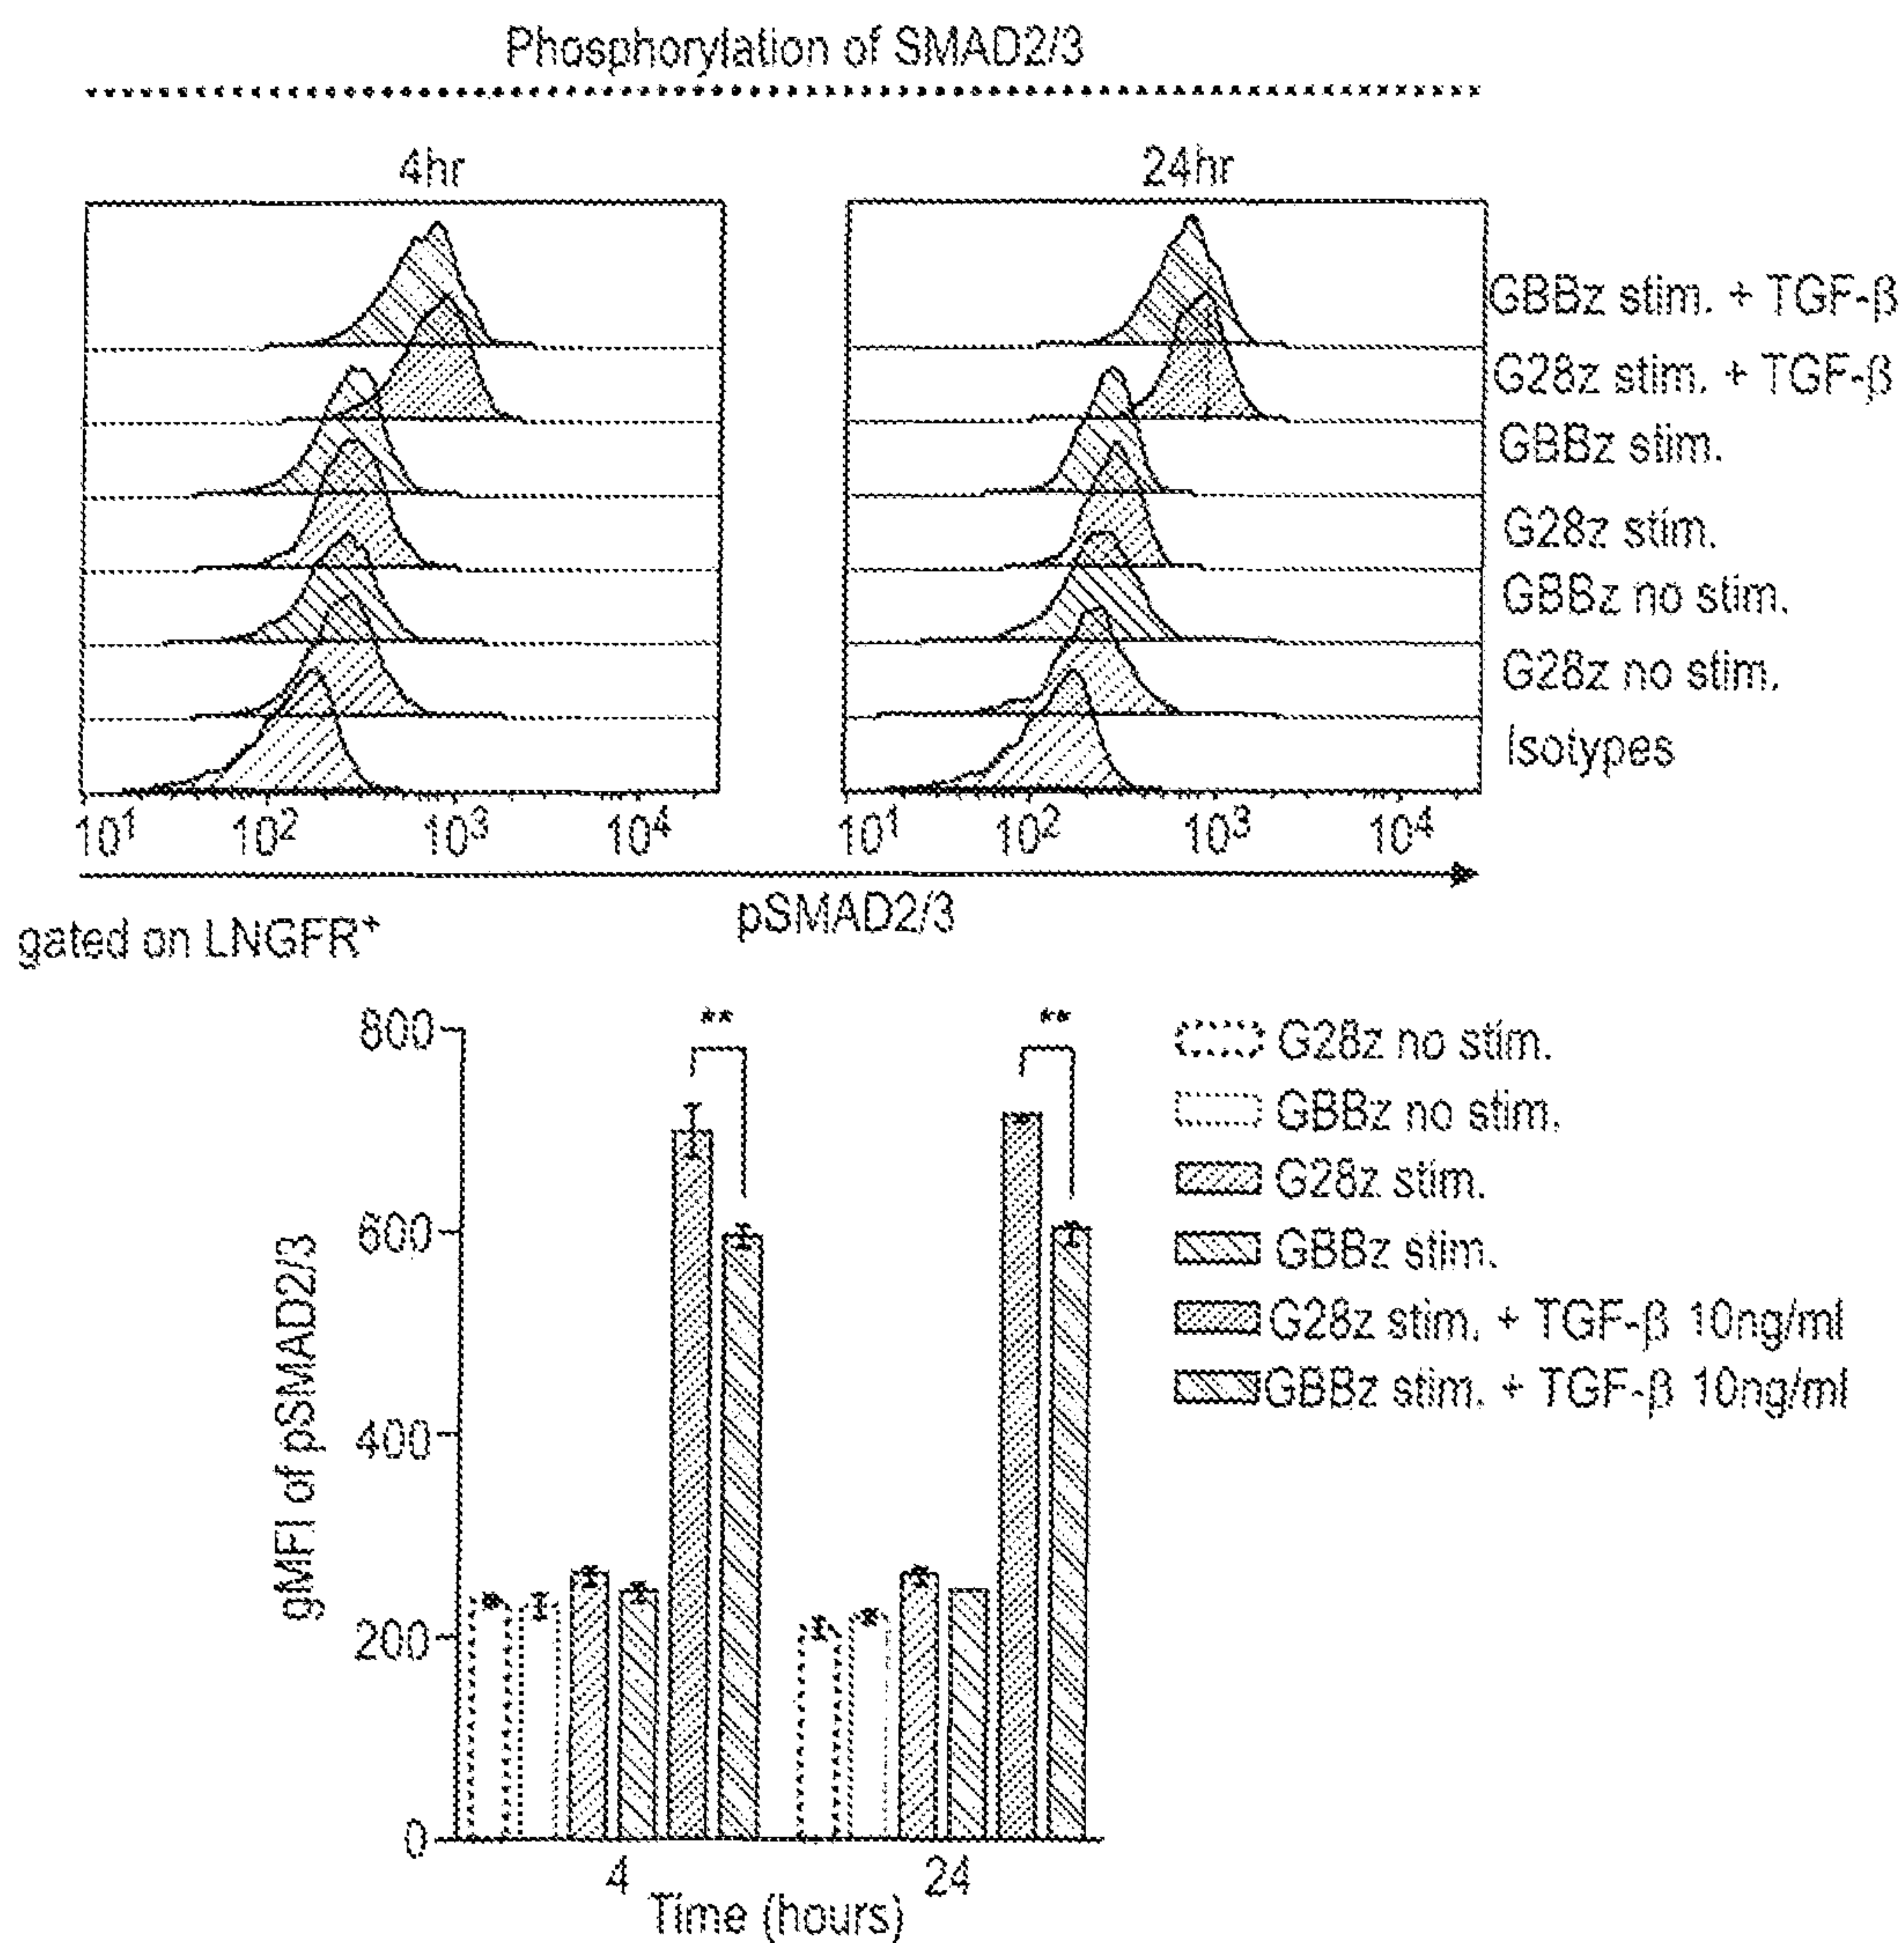 Phosphorylation of SMAD2/3
4hr
24hr
GBBz stim. + TGF-β
G28z stim. + TGF-β
GBBz stim.
G28z stim.
GBBz no stim.
G28z no stim.
Isotypes
10¹ 10² 10³ 10⁴
10¹ 10² 10³ 10⁴
pSMAD2/3
gated on LNGFR⁺
gMFI of pSMAD2/3
800
600
400
200
0
**
**
4
24
Time (hours)
G28z no stim.
GBBz no stim.
G28z stim.
GBBz stim.
G28z stim. + TGF-β 10ng/ml
GBBz stim. + TGF-β 10ng/ml